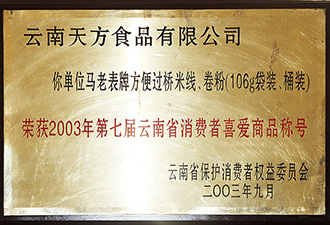 云南天方食品有限公司
你单位马老表牌方便过桥米线、卷粉(106g袋装、桶装)
荣获2003年第七届云南省消费者喜爱商品称号
云南省保护消费者权益委员会
二〇〇三年九月